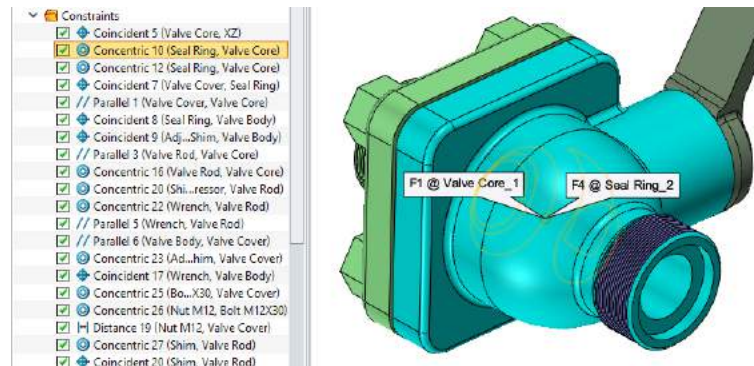 Constraints
Coincident 5 (Valve Core, XZ)
Concentric 10 (Seal Ring, Valve Core)
Concentric 12 (Seal Ring, Valve Core)
Coincident 7 (Valve Cover, Seal Ring)
Parallel 1 (Valve Cover, Valve Core)
Coincident 8 (Seal Ring, Valve Body)
Coincident 9 (Adj...Shim, Valve Body)
Parallel 3 (Valve Rod, Valve Core)
Concentric 16 (Valve Rod, Valve Core)
Concentric 20 (Shi...ressor, Valve Rod)
Concentric 22 (Wrench, Valve Rod)
Parallel 5 (Wrench, Valve Rod)
Parallel 6 (Valve Body, Valve Cover)
Concentric 23 (Ad...him, Valve Cover)
Coincident 17 (Wrench, Valve Body)
Concentric 25 (Bo...X30, Valve Cover)
Concentric 26 (Nut M12, Bolt M12X30)
Distance 19 (Nut M12, Valve Cover)
Concentric 27 (Shim, Valve Rod)
Coincident 20 (Shim, Valve Rod)
F1 @ Valve Core_1
F4 @ Seal Ring_2